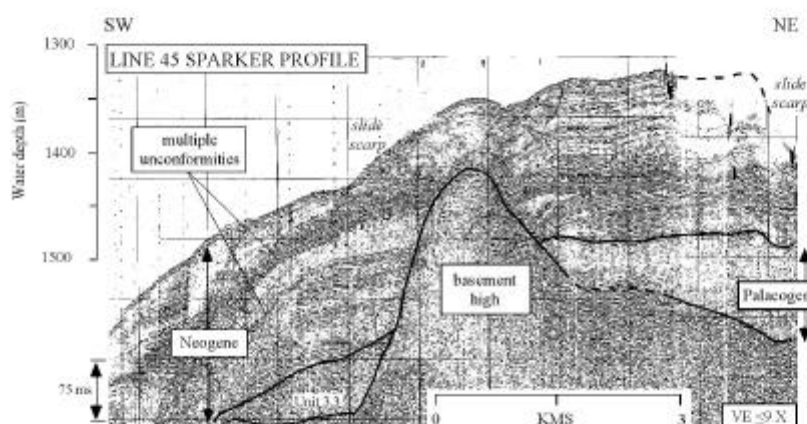 SW
NE
1300
LINE 45 SPARKER PROFILE
slide
scarp
slide
scarp
multiple
unconformities
Water depth (m)
1400
1500
basement
high
Palaeogen
Neogene
75 ms
Unit 3.3
0 KMS 3
VE ≤9 X